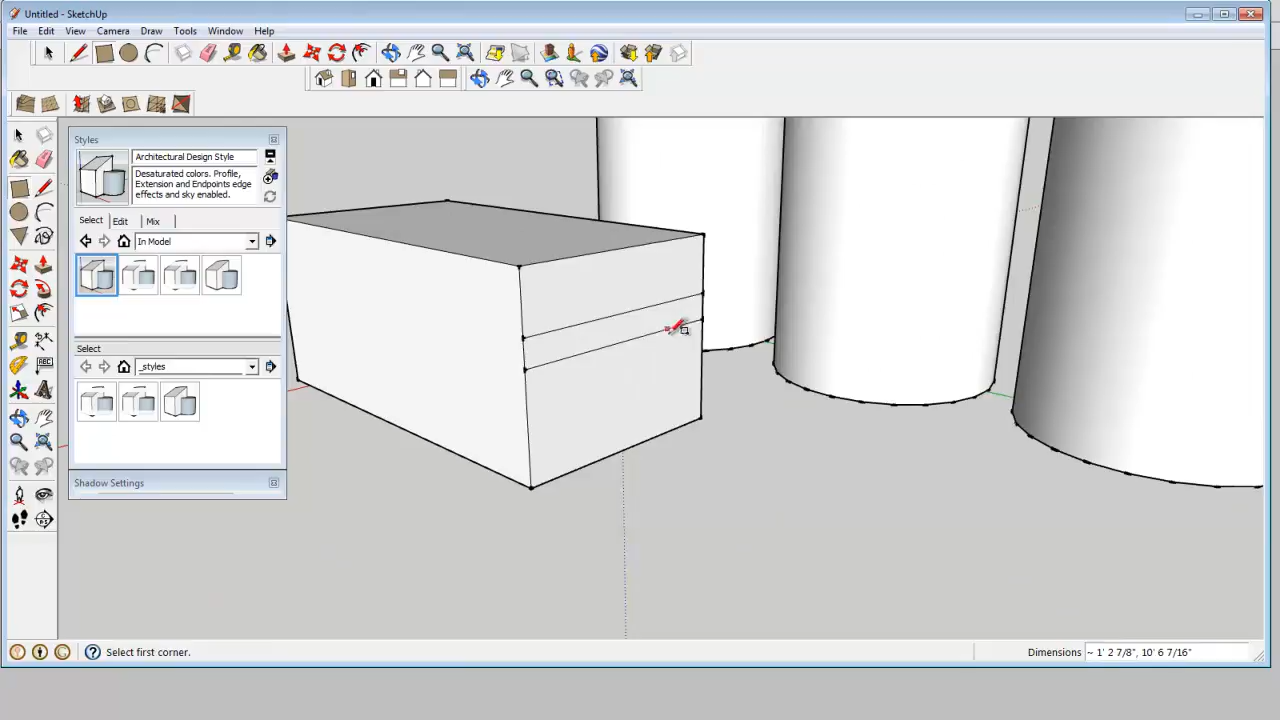 Untitled - SketchUp
File Edit View Camera Draw Tools Window Help
Styles
Architectural Design Style
Desaturated colors. Profile,
Extension and Endpoints edge
effects and sky enabled.
Select Edit Mix
In Model
Select
_styles
Shadow Settings
Select first corner.
Dimensions ~ 1' 2 7/8", 10' 6 7/16"